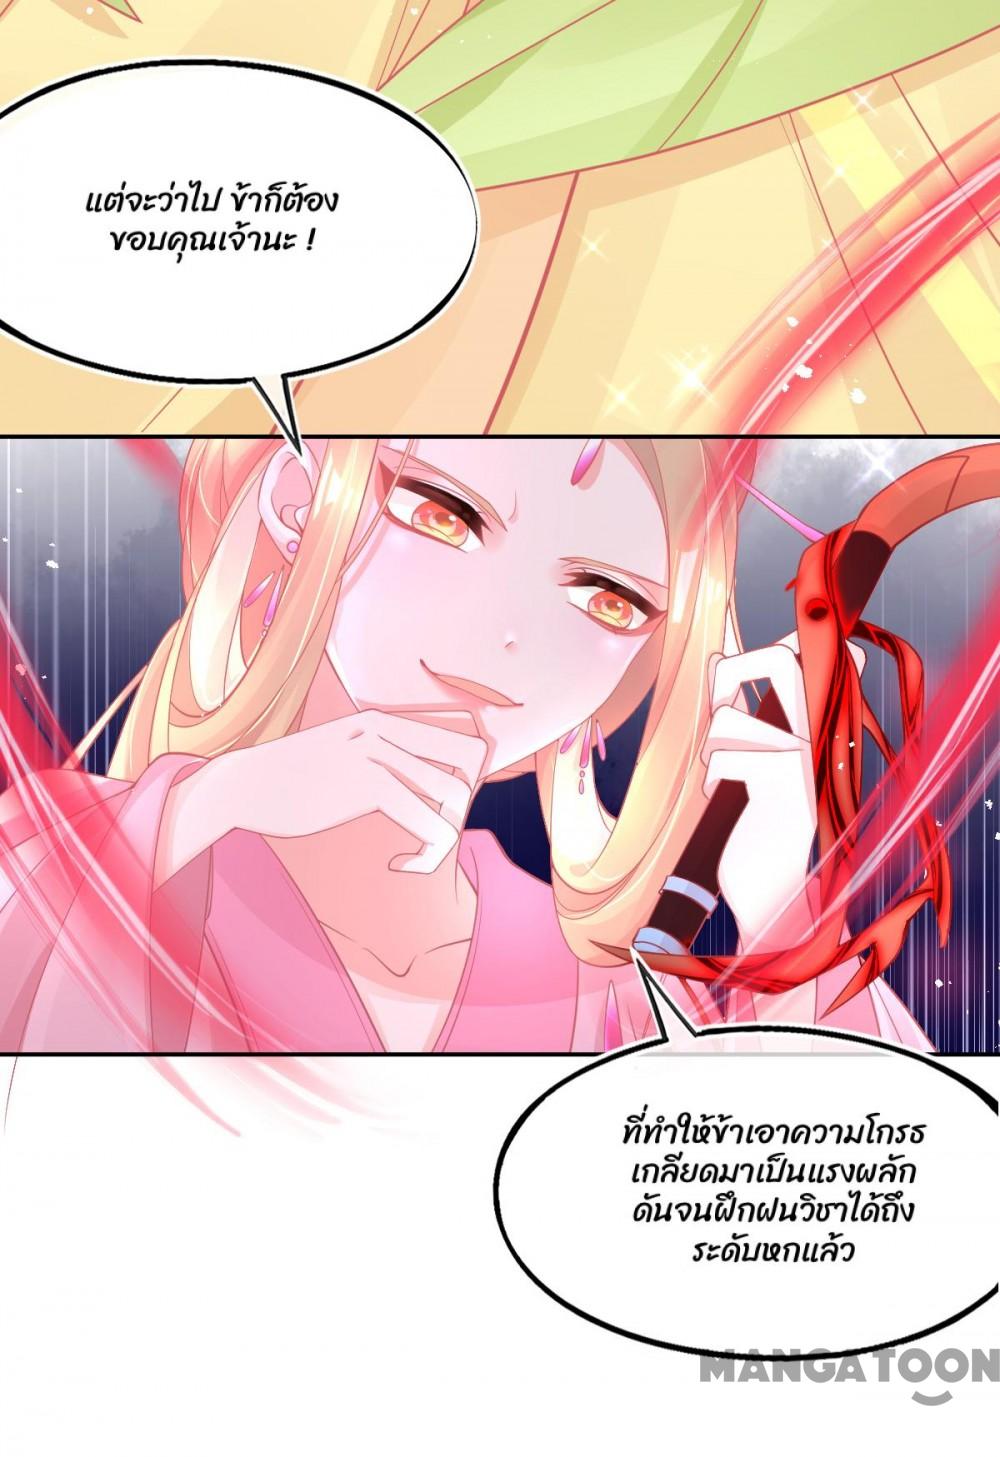 แต่จะว่าไป ข้าก็ต้อง
ขอบคุณเจ้านะ !
ที่ทำให้ข้าเอาความโกรธ
เกลียดมาเป็นแรงผลัก
ดันจนฝึกฝนวิชาได้ถึง
ระดับหกแล้ว
MANGATOON